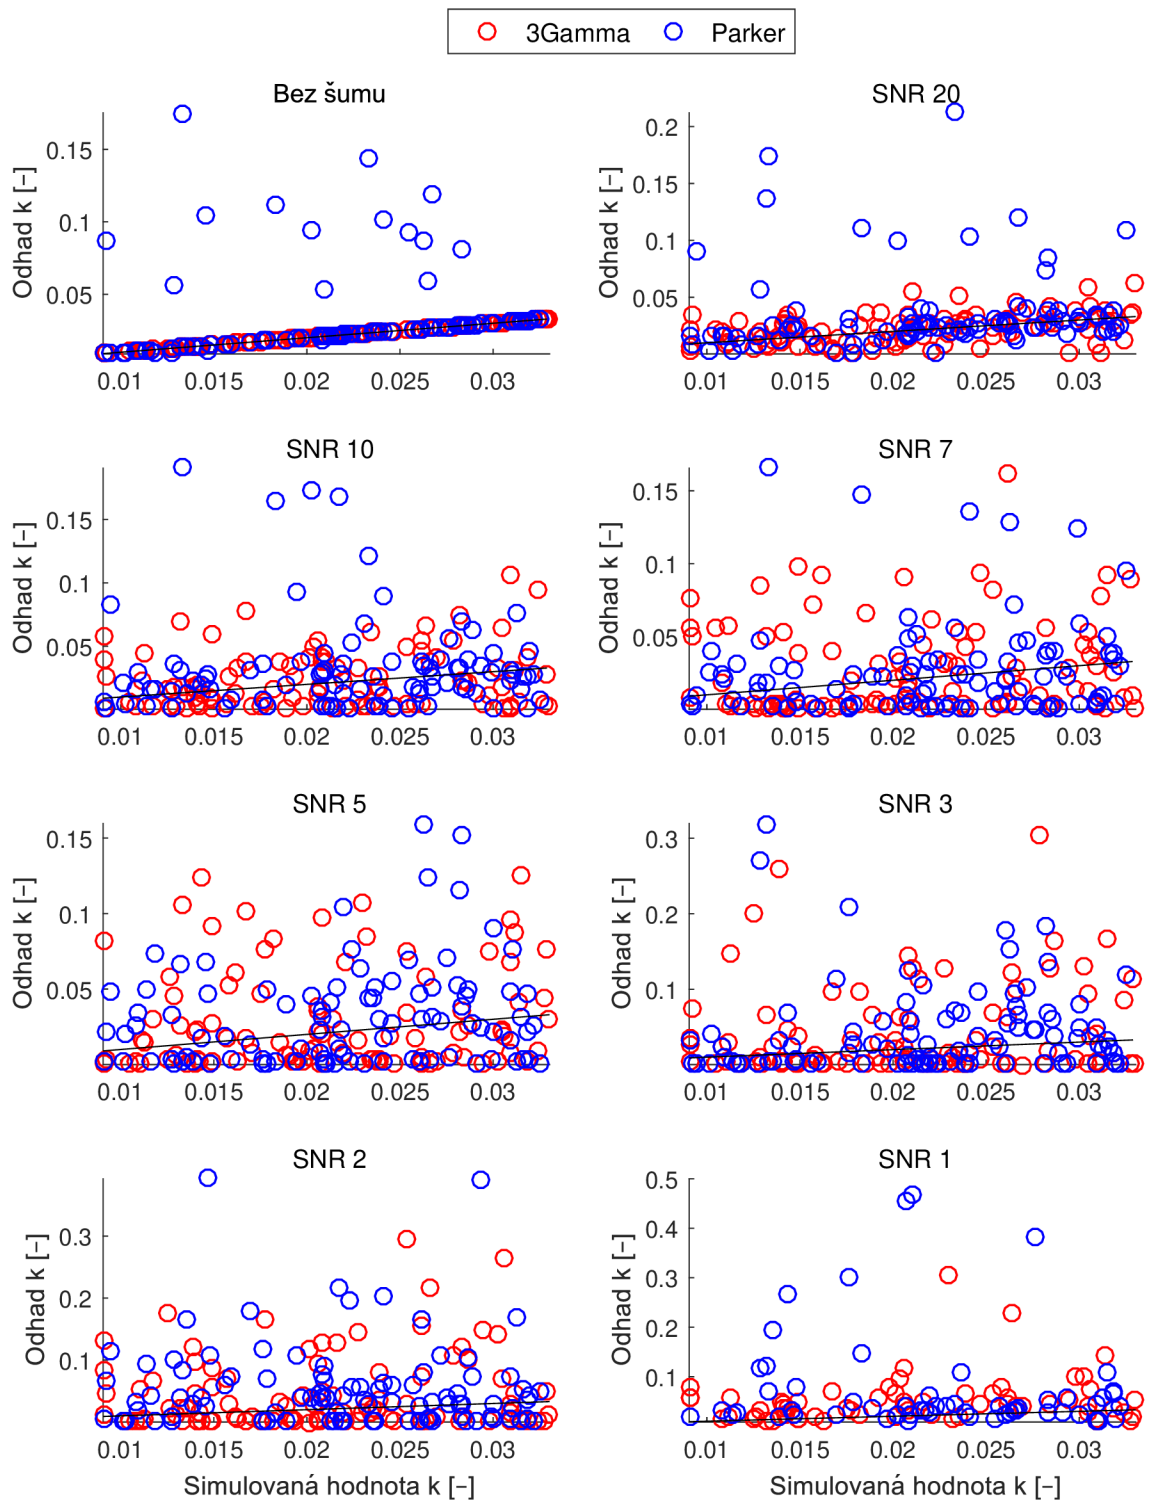 3Gamma Parker
Bez šumu
Odhad k [−]
0.15
0.1
0.05
0.01 0.015 0.02 0.025 0.03
SNR 20
Odhad k [−]
0.2
0.15
0.1
0.05
0.01 0.015 0.02 0.025 0.03
SNR 10
Odhad k [−]
0.15
0.1
0.05
0.01 0.015 0.02 0.025 0.03
SNR 7
Odhad k [−]
0.15
0.1
0.05
0.01 0.015 0.02 0.025 0.03
SNR 5
Odhad k [−]
0.15
0.1
0.05
0.01 0.015 0.02 0.025 0.03
SNR 3
Odhad k [−]
0.3
0.2
0.1
0.01 0.015 0.02 0.025 0.03
SNR 2
Odhad k [−]
0.3
0.2
0.1
0.01 0.015 0.02 0.025 0.03
Simulovaná hodnota k [−]
SNR 1
Odhad k [−]
0.5
0.4
0.3
0.2
0.1
0.01 0.015 0.02 0.025 0.03
Simulovaná hodnota k [−]